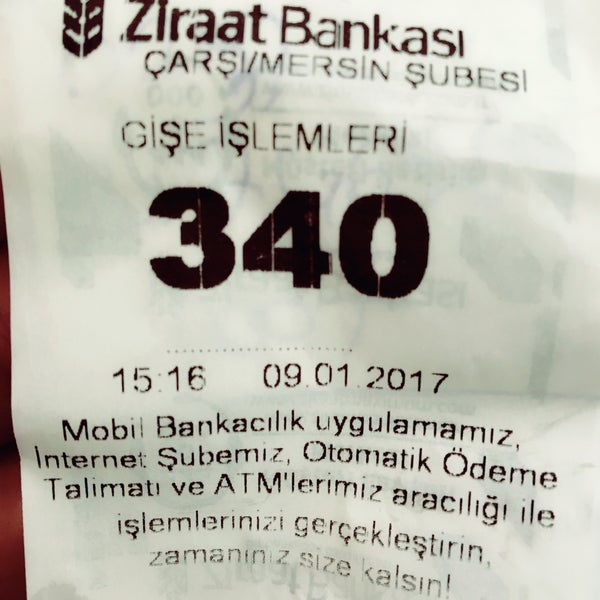 Ziraat Bankası
ÇARŞI/MERSİN ŞUBESİ
GİŞE İŞLEMLERİ
340
15:16 09.01.2017
Mobil Bankacılık uygulamamız,
İnternet Şubemiz, Otomatik Ödeme
Talimatı ve ATM'lerimiz aracılığı ile
işlemlerinizi gerçekleştirin,
zamanınız size kalsın!